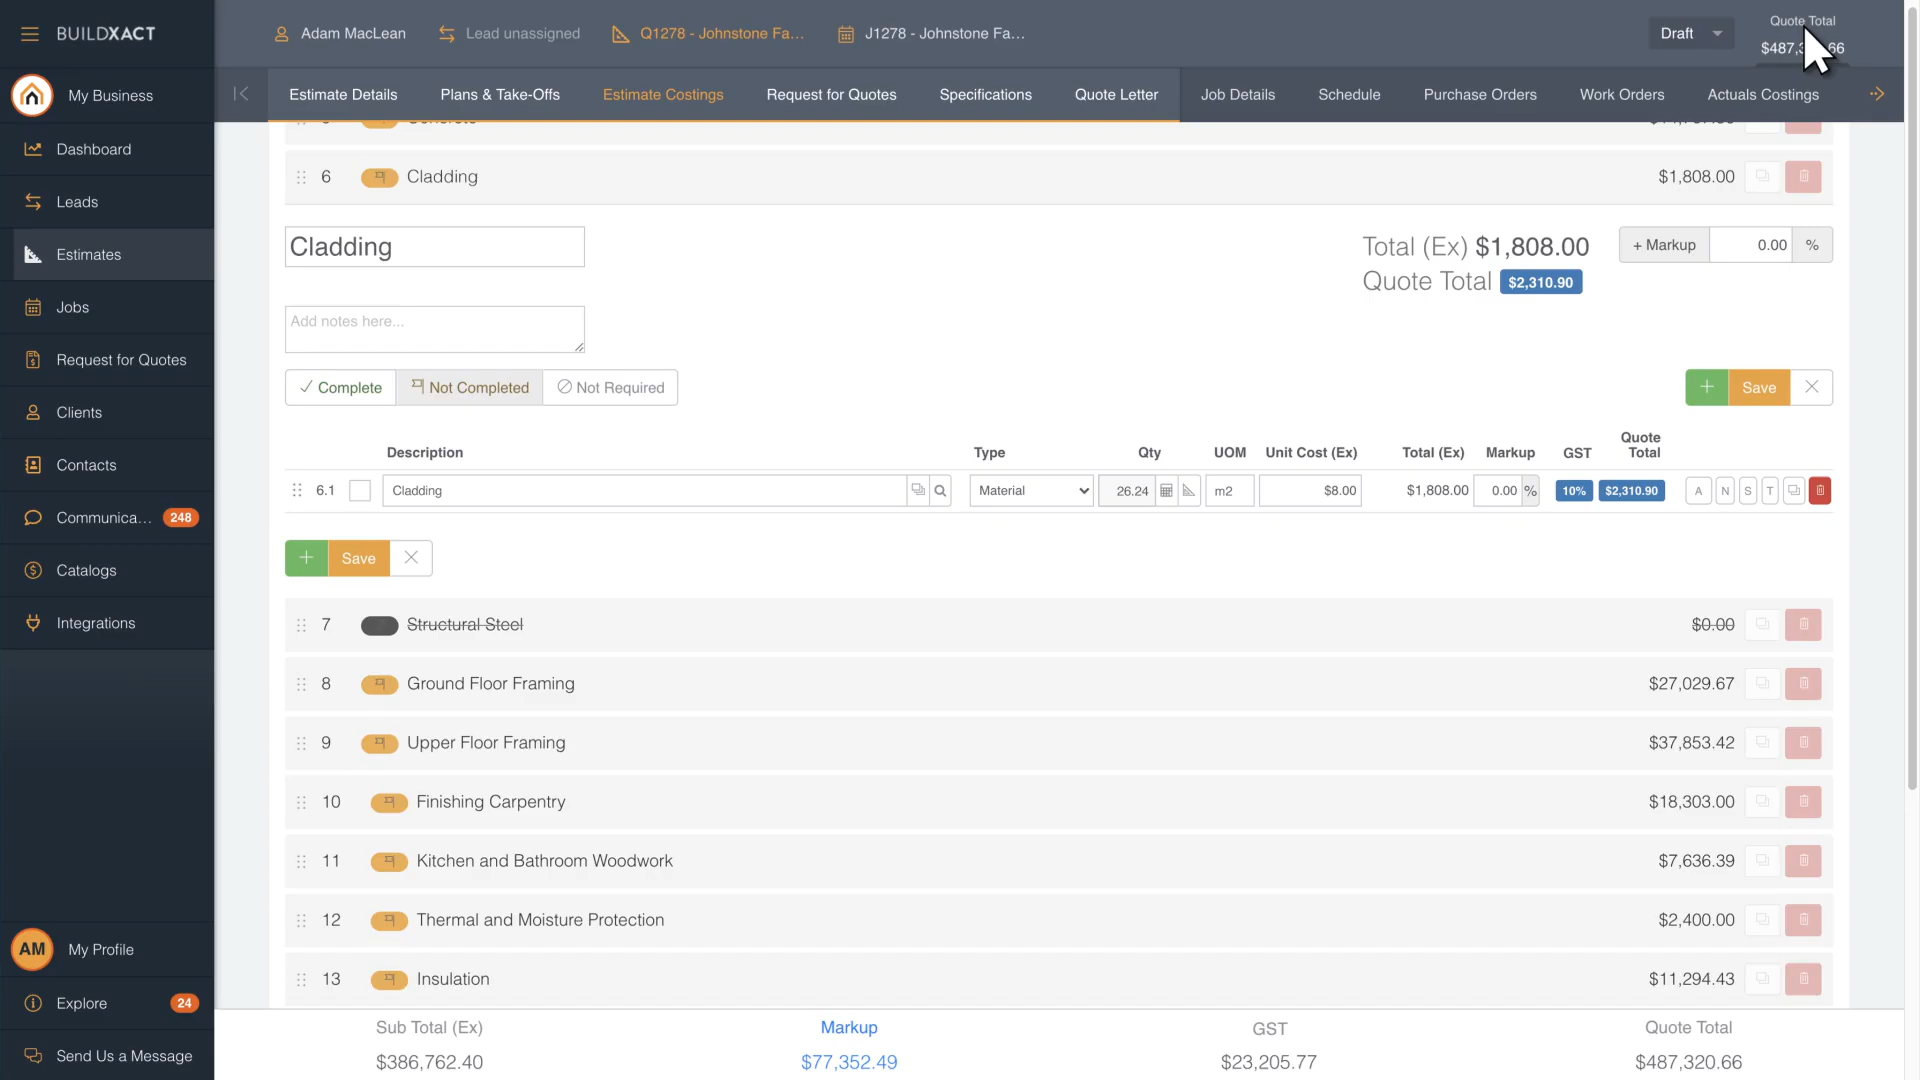 BUILDXACT
Adam MacLean
Lead unassigned
Q1278 - Johnstone Fa...
J1278 - Johnstone Fa...
Draft
Quote Total
My Business
Estimate Details
Plans & Take-Offs
Estimate Costings
Request for Quotes
Specifications
Quote Letter
Job Details
Schedule
Purchase Orders
Work Orders
Actuals Costings
Dashboard
Leads
Estimates
Jobs
Request for Quotes
Clients
Contacts
Communica... 248
Catalogs
Integrations
AM My Profile
Explore 24
Send Us a Message
6 Cladding $1,808.00
Cladding
Total (Ex) $1,808.00
+ Markup 0.00 %
Quote Total $2,310.90
Add notes here...
Complete Not Completed Not Required
+ Save
Description Type Qty UOM Unit Cost (Ex) Total (Ex) Markup GST Quote Total
6.1 Cladding Material 26.24 m2 $8.00 $1,808.00 0.00 % 10% $2,310.90 A N S T
+ Save
7 Structural Steel $0.00
8 Ground Floor Framing $27,029.67
9 Upper Floor Framing $37,853.42
10 Finishing Carpentry $18,303.00
11 Kitchen and Bathroom Woodwork $7,636.39
12 Thermal and Moisture Protection $2,400.00
13 Insulation $11,294.43
Sub Total (Ex) Markup GST Quote Total
$386,762.40 $77,352.49 $23,205.77 $487,320.66